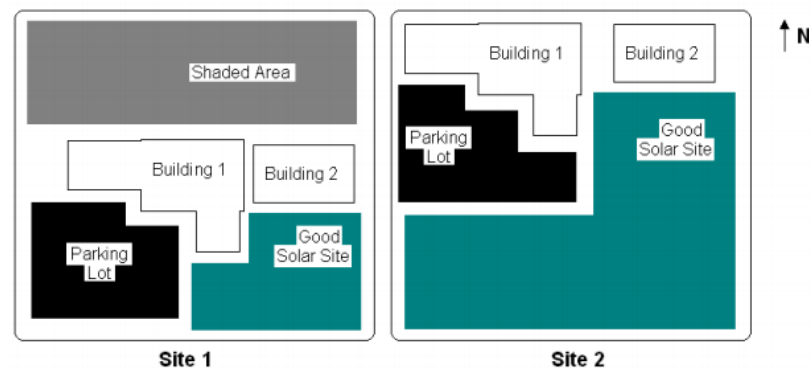 Shaded Area
Building 1
Building 2
Parking
Lot
Good
Solar Site
Site 1
Building 1
Building 2
Parking
Lot
Good
Solar Site
Site 2
N